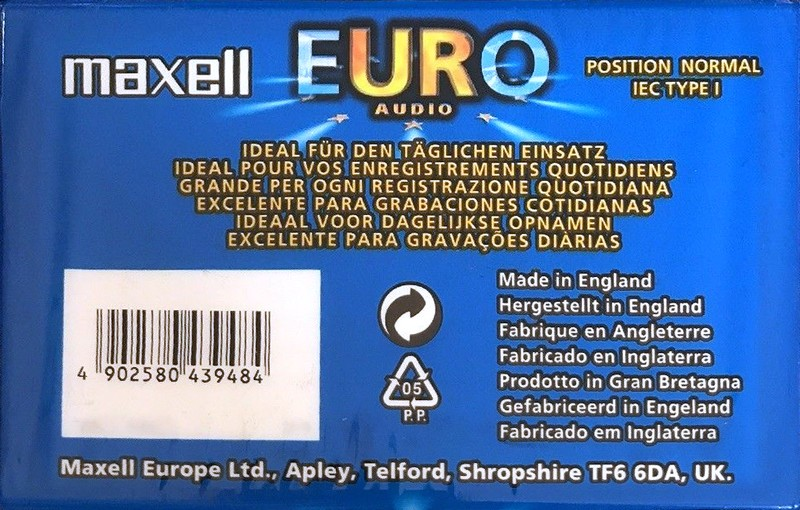 maxell
EURO
AUDIO
POSITION NORMAL
IEC TYPE I
IDEAL FÜR DEN TÄGLICHEN EINSATZ
IDEAL POUR VOS ENREGISTREMENTS QUOTIDIENS
GRANDE PER OGNI REGISTRAZIONE QUOTIDIANA
EXCELENTE PARA GRABACIONES COTIDIANAS
IDEAAL VOOR DAGELIJKSE OPNAMEN
EXCELENTE PARA GRAVAÇÕES DIÀRIAS
4 902580 439484
05
P.P.
Made in England
Hergestellt in England
Fabrique en Angleterre
Fabricado en Inglaterra
Prodotto in Gran Bretagna
Gefabriceerd in Engeland
Fabricado em Inglaterra
Maxell Europe Ltd., Apley, Telford, Shropshire TF6 6DA, UK.